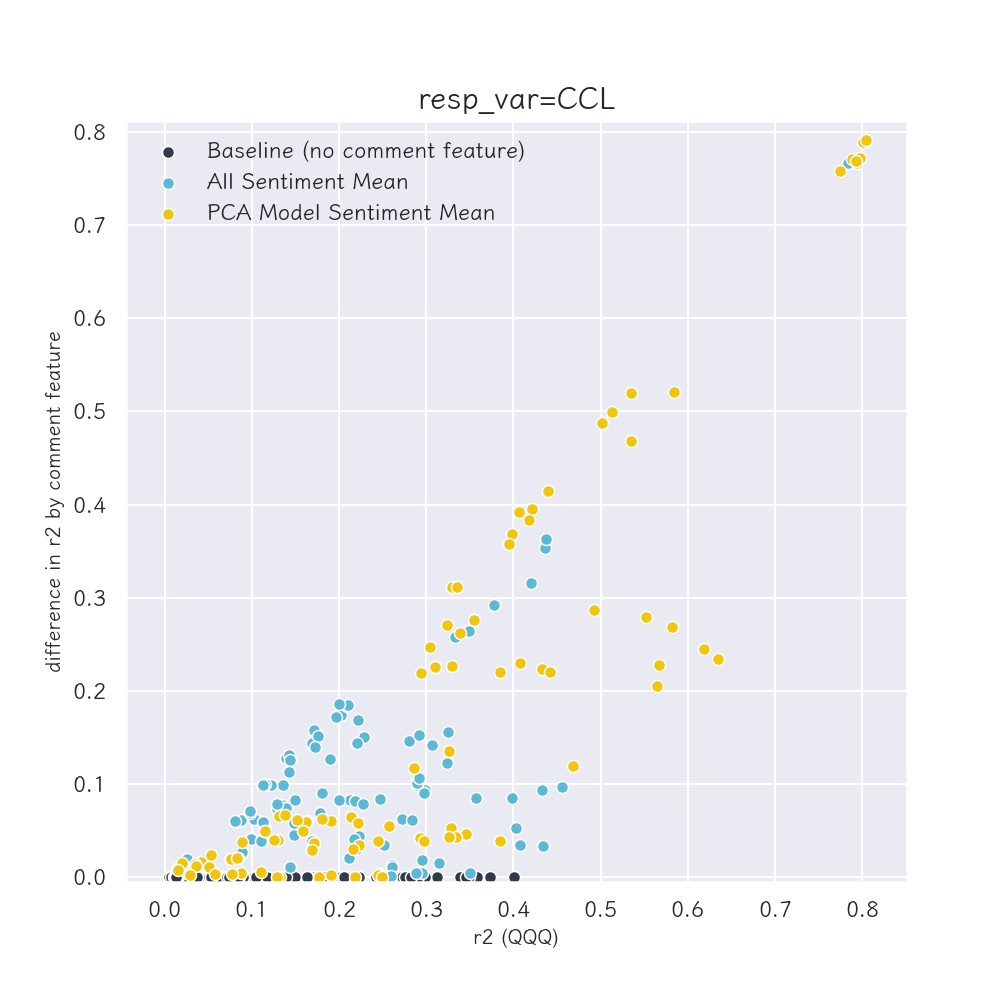 resp_var=CCL
Baseline (no comment feature)
All Sentiment Mean
PCA Model Sentiment Mean
difference in r2 by comment feature
0.8
0.7
0.6
0.5
0.4
0.3
0.2
0.1
0.0
0.0 0.1 0.2 0.3 0.4 0.5 0.6 0.7 0.8
r2 (QQQ)